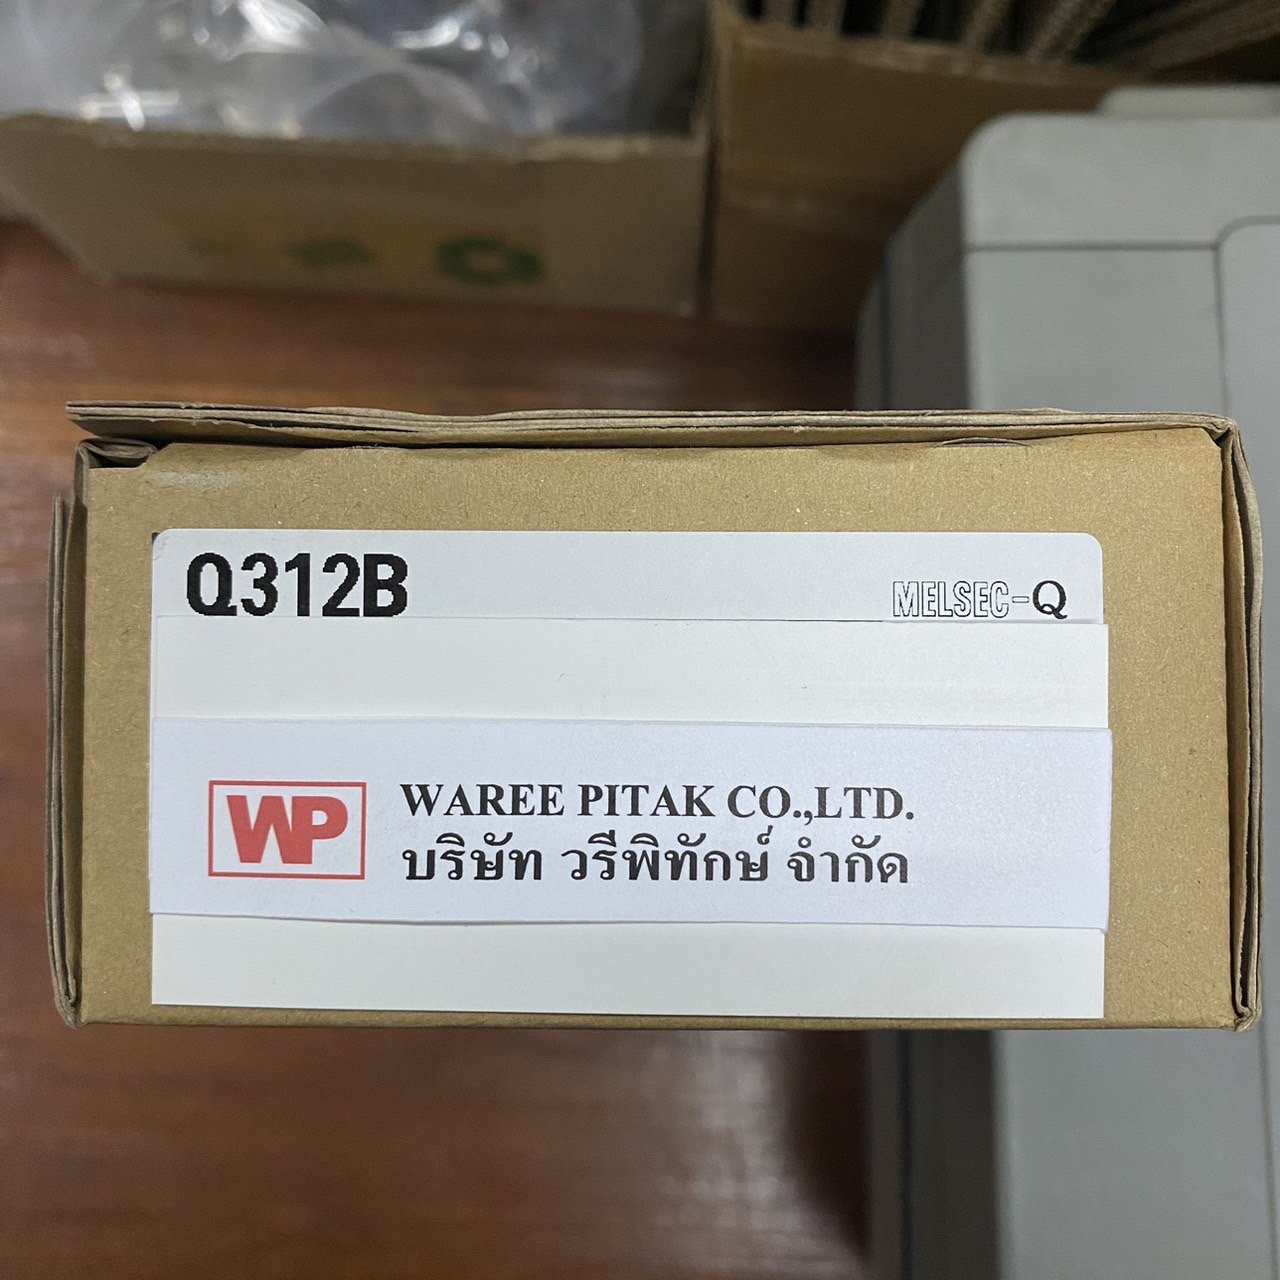 Q312B
MELSEC-Q
WP
WAREE PITAK CO.,LTD.
บริษัท วรีพิทักษ์ จำกัด